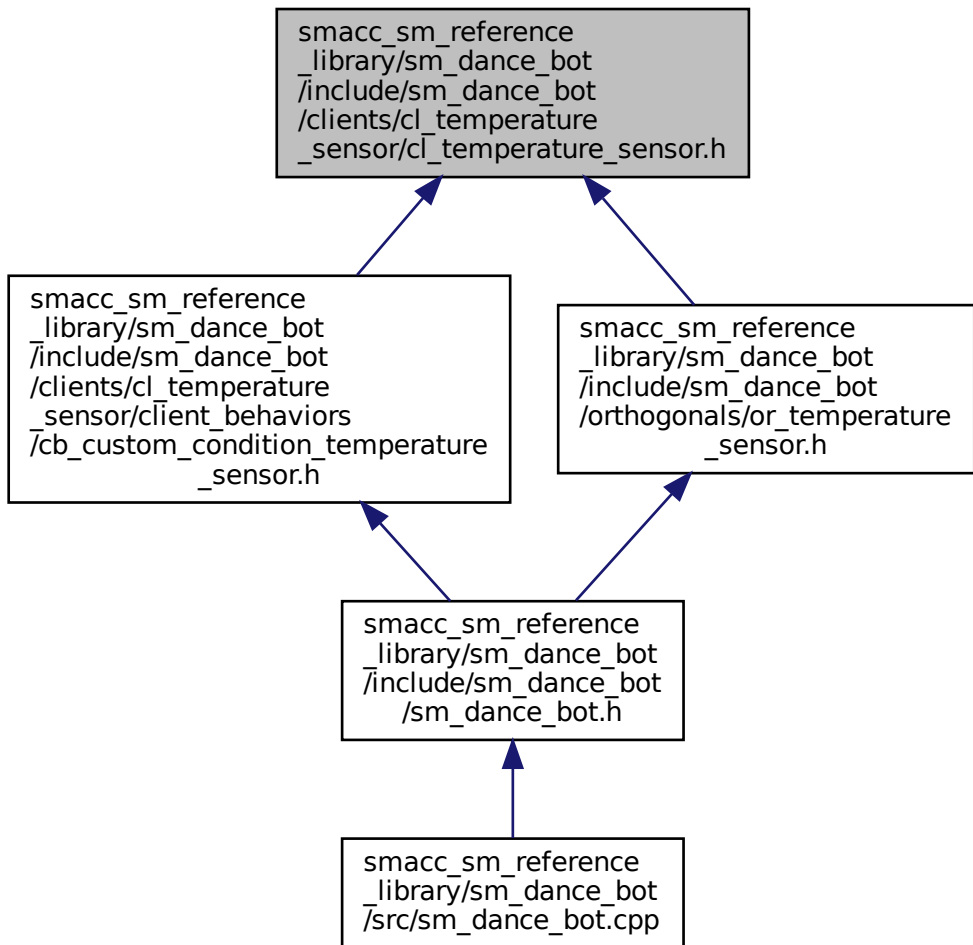 smacc_sm_reference
_library/sm_dance_bot
/include/sm_dance_bot
/clients/cl_temperature
_sensor/cl_temperature_sensor.h
smacc_sm_reference
_library/sm_dance_bot
/include/sm_dance_bot
/clients/cl_temperature
_sensor/client_behaviors
/cb_custom_condition_temperature
_sensor.h
smacc_sm_reference
_library/sm_dance_bot
/include/sm_dance_bot
/orthogonals/or_temperature
_sensor.h
smacc_sm_reference
_library/sm_dance_bot
/include/sm_dance_bot
/sm_dance_bot.h
smacc_sm_reference
_library/sm_dance_bot
/src/sm_dance_bot.cpp